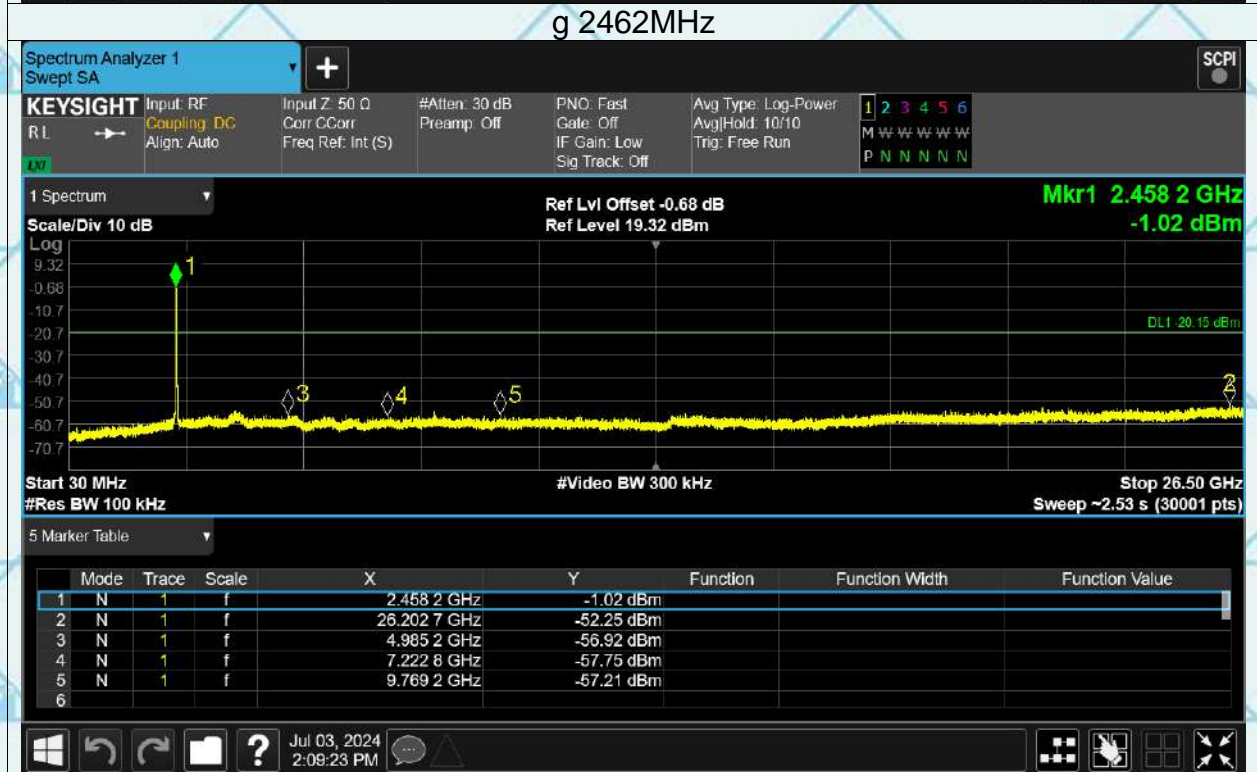 g 2462MHz
Spectrum Analyzer 1
Swept SA
SCPI
KEYSIGHT
RL
LXI
Input: RF
Coupling: DC
Align: Auto
Input Z: 50 Ω
Corr CCorr
Freq Ref: Int (S)
#Atten: 30 dB
Preamp: Off
PNO: Fast
Gate: Off
IF Gain: Low
Sig Track: Off
Avg Type: Log-Power
Avg|Hold: 10/10
Trig: Free Run
1 2 3 4 5 6
M W W W W W
P N N N N N
1 Spectrum
Scale/Div 10 dB
Ref Lvl Offset -0.68 dB
Ref Level 19.32 dBm
Mkr1 2.458 2 GHz
-1.02 dBm
Log
9.32
-0.68
-10.7
-20.7
-30.7
-40.7
-50.7
-60.7
-70.7
1
DL1 -20.15 dBm
3
4
5
2
Start 30 MHz
#Res BW 100 kHz
#Video BW 300 kHz
Stop 26.50 GHz
Sweep ~2.53 s (30001 pts)
5 Marker Table
Mode Trace Scale X Y Function Function Width Function Value
1 N 1 f 2.458 2 GHz -1.02 dBm
2 N 1 f 26.202 7 GHz -52.25 dBm
3 N 1 f 4.985 2 GHz -56.92 dBm
4 N 1 f 7.222 8 GHz -57.75 dBm
5 N 1 f 9.769 2 GHz -57.21 dBm
6
?
Jul 03, 2024
2:09:23 PM